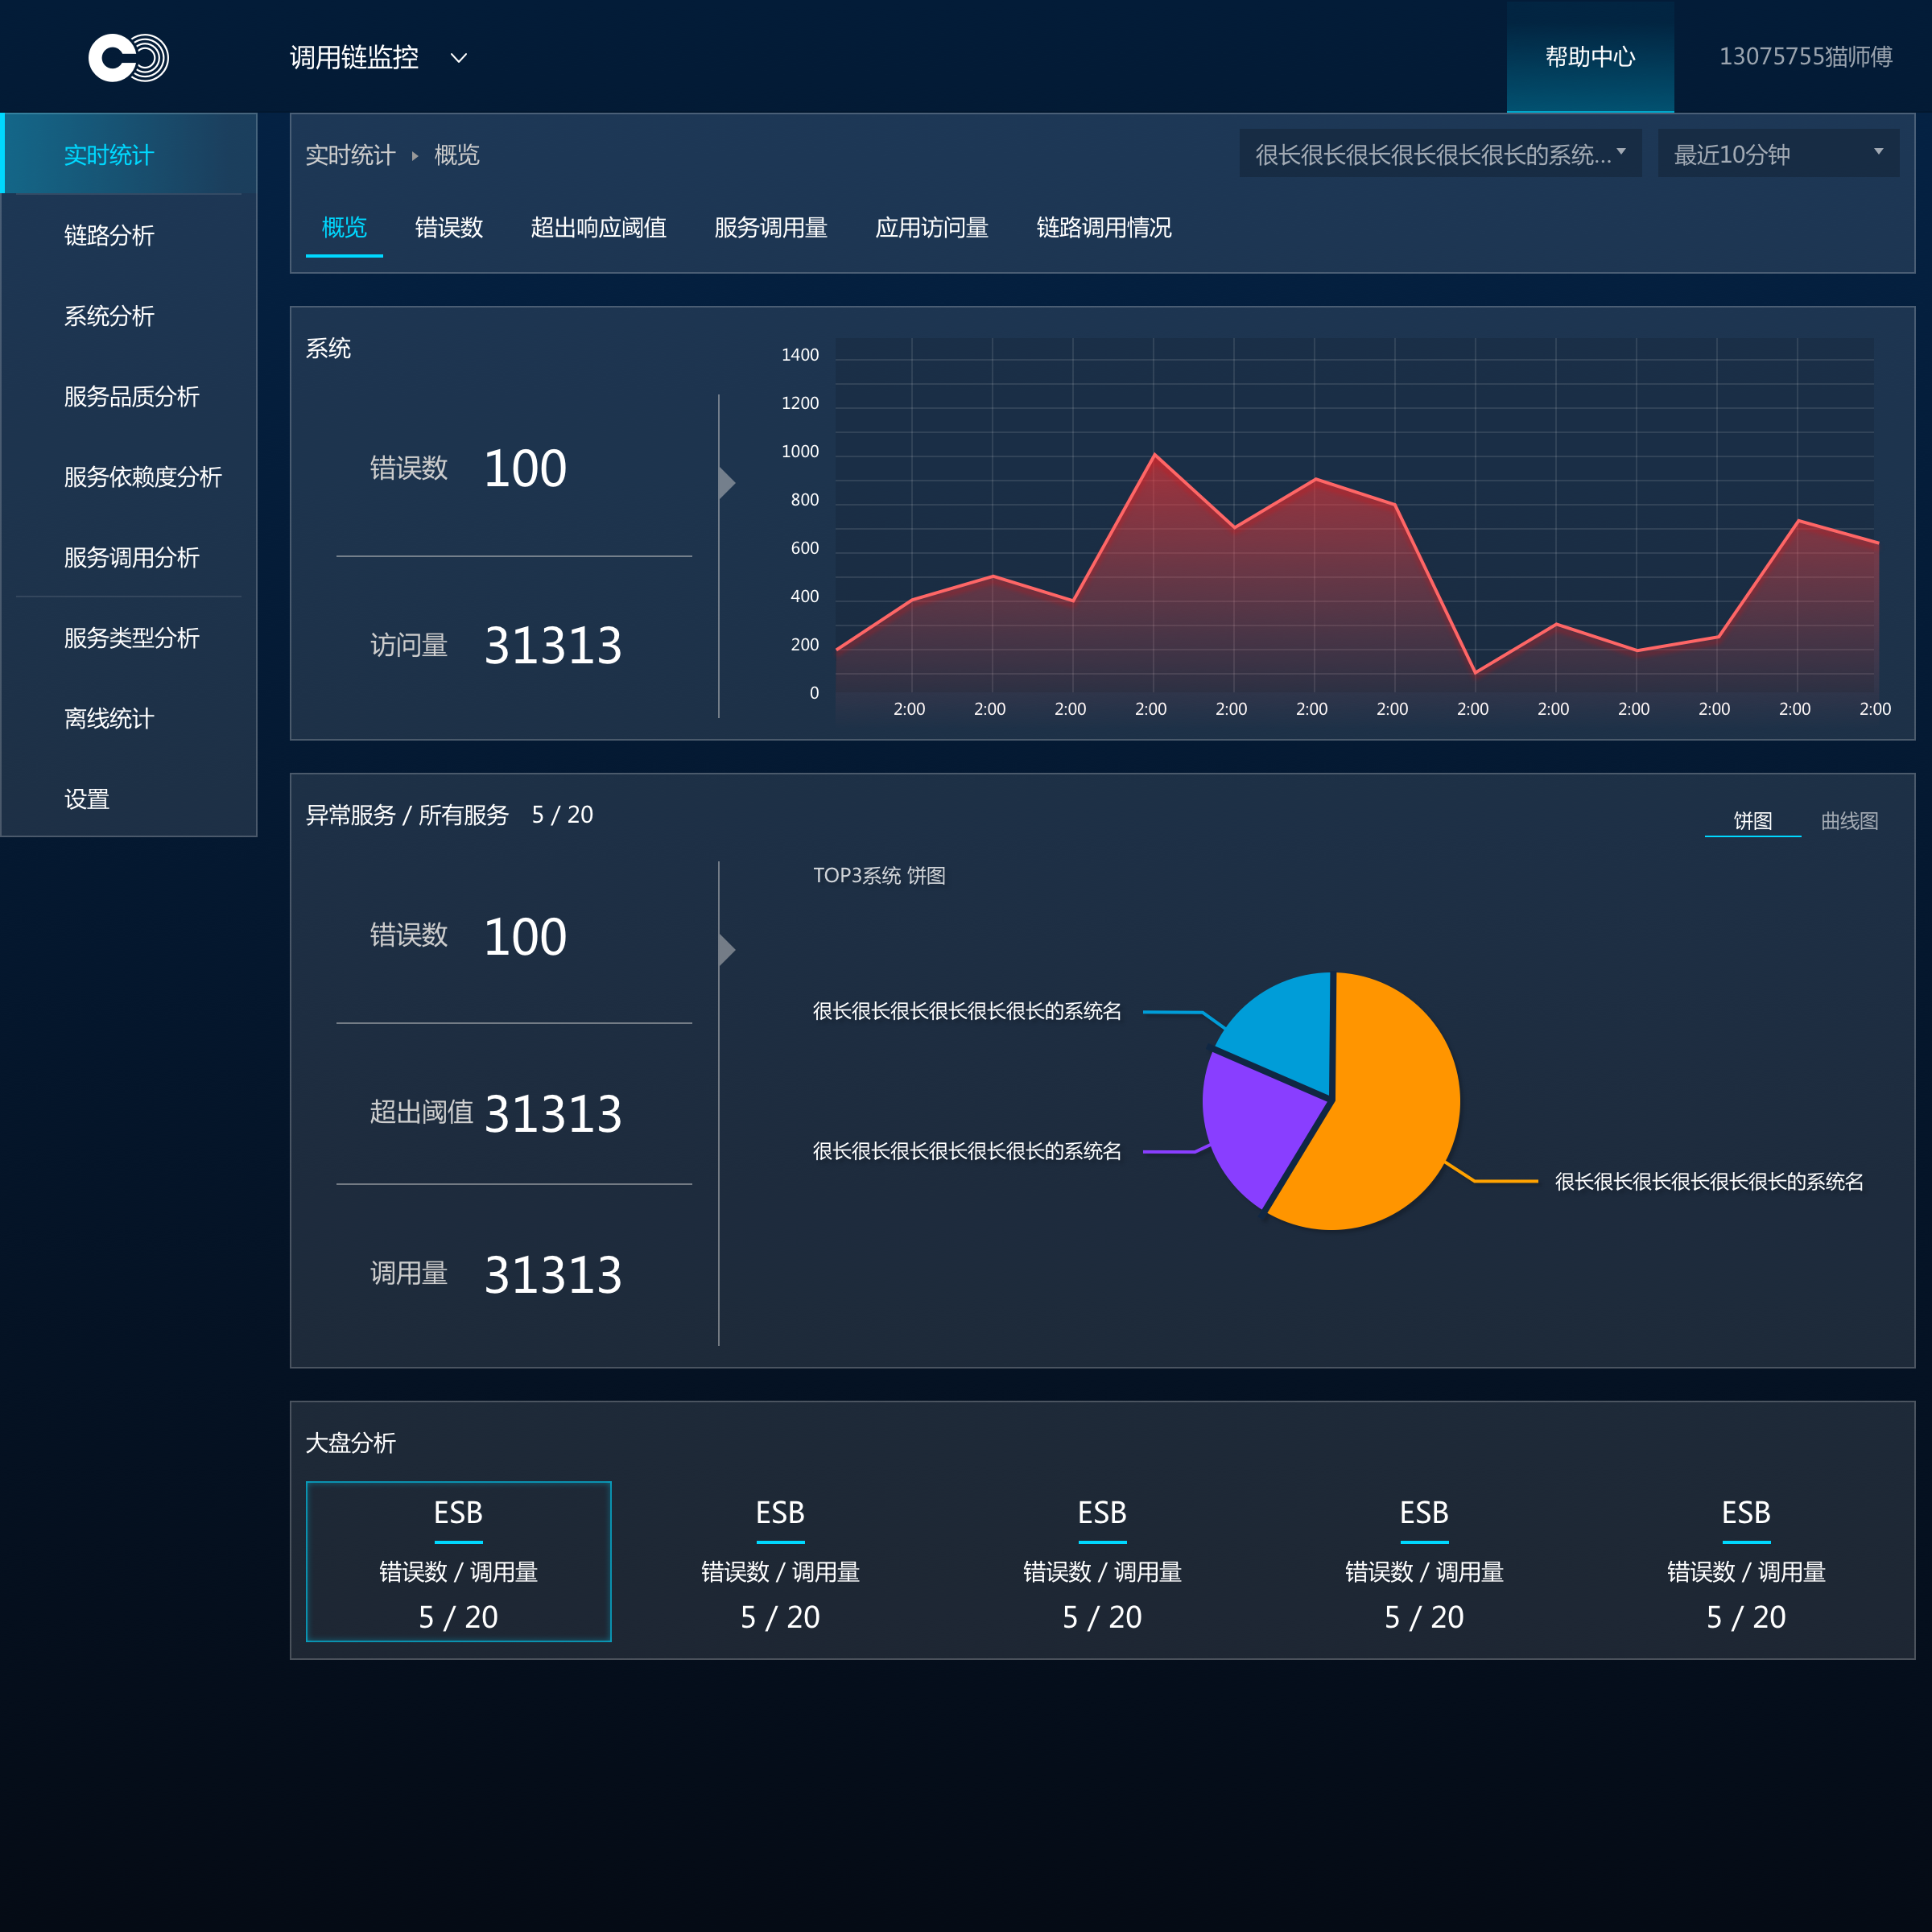 调用链监控
帮助中心
13075755猫师傅
实时统计
链路分析
系统分析
服务品质分析
服务依赖度分析
服务调用分析
服务类型分析
离线统计
设置
实时统计 概览
很长很长很长很长很长很长的系统...
最近10分钟
概览 错误数 超出响应阈值 服务调用量 应用访问量 链路调用情况
系统
错误数 100
访问量 31313
1400
1200
1000
800
600
400
200
0
2:00 2:00 2:00 2:00 2:00 2:00 2:00 2:00 2:00 2:00 2:00 2:00 2:00
异常服务 / 所有服务 5 / 20
饼图 曲线图
错误数 100
超出阈值 31313
调用量 31313
TOP3系统 饼图
很长很长很长很长很长很长的系统名
很长很长很长很长很长很长的系统名
很长很长很长很长很长很长的系统名
大盘分析
ESB
错误数 / 调用量
5 / 20
ESB
错误数 / 调用量
5 / 20
ESB
错误数 / 调用量
5 / 20
ESB
错误数 / 调用量
5 / 20
ESB
错误数 / 调用量
5 / 20